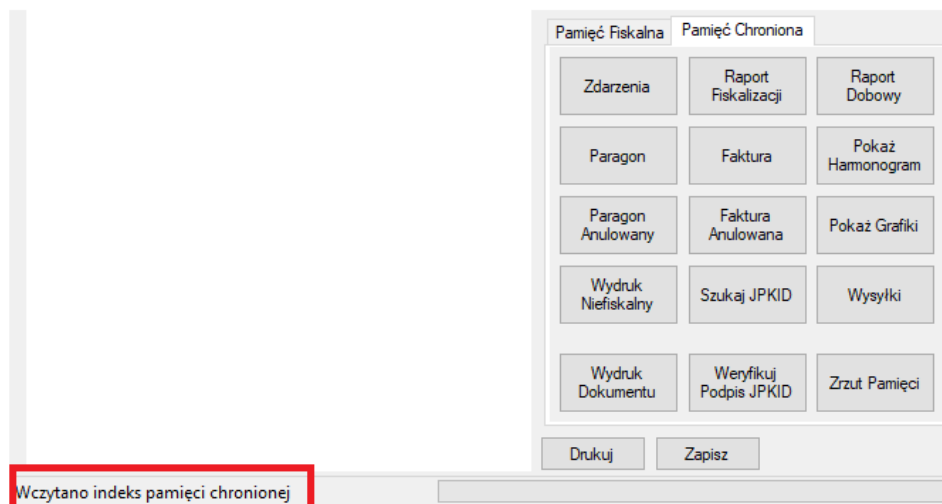 Pamięć Fiskalna
Pamięć Chroniona
Zdarzenia
Raport
Fiskalizacji
Raport
Dobowy
Paragon
Faktura
Pokaż
Harmonogram
Paragon
Anulowany
Faktura
Anulowana
Pokaż Grafiki
Wydruk
Niefiskalny
Szukaj JPKID
Wysyłki
Wydruk
Dokumentu
Weryfikuj
Podpis JPKID
Zrzut Pamięci
Drukuj
Zapisz
Wczytano indeks pamięci chronionej